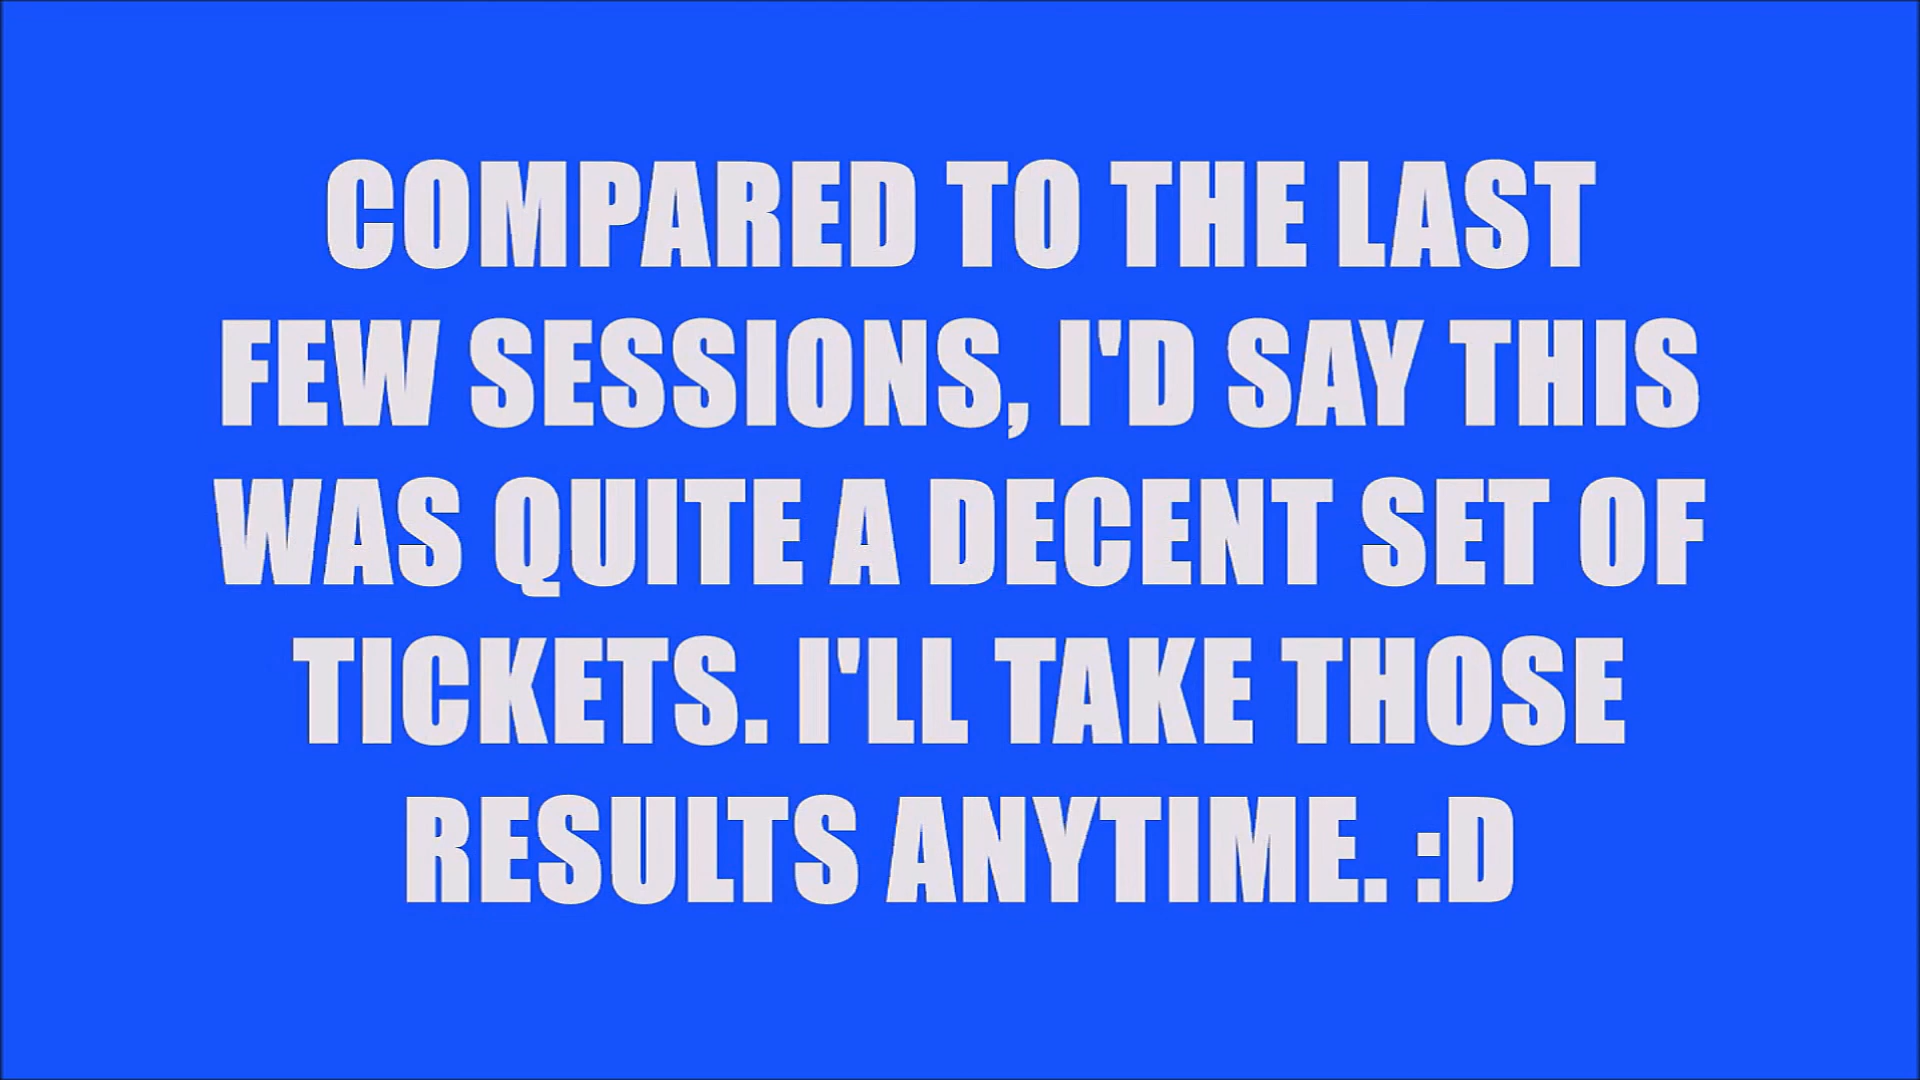 COMPARED TO THE LAST
FEW SESSIONS, I'D SAY THIS
WAS QUITE A DECENT SET OF
TICKETS. I'LL TAKE THOSE
RESULTS ANYTIME. :D